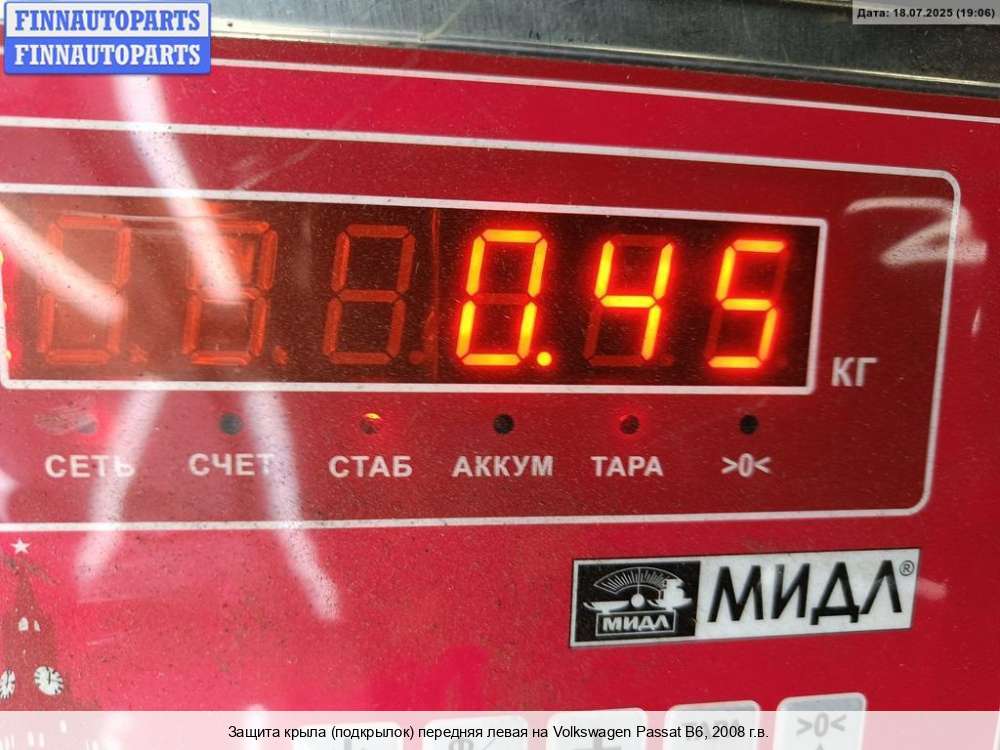 FINNAUTOPARTS
FINNAUTOPARTS
Дата: 18.07.2025 (19:06)
0.45
КГ
СЕТЬ СЧЕТ СТАБ АККУМ ТАРА >0<
МИДЛ МИДЛ®
>0<
Защита крыла (подкрылок) передняя левая на Volkswagen Passat B6, 2008 г.в.